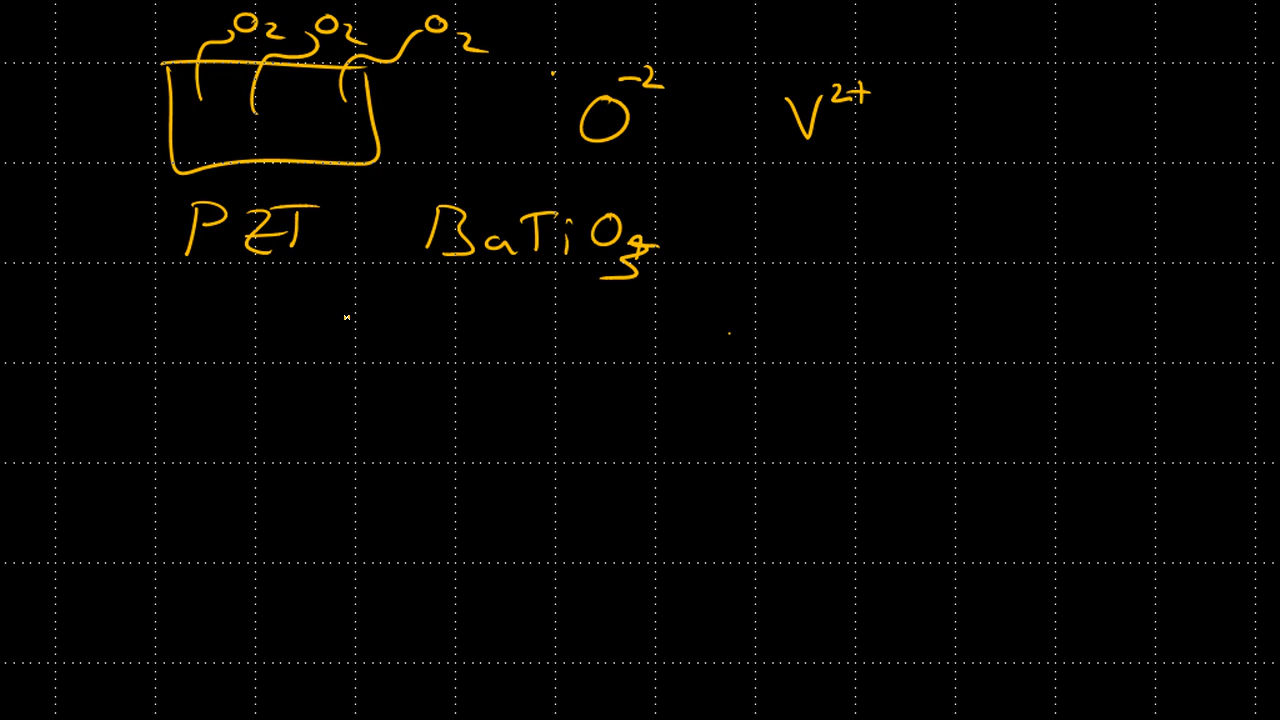 O₂ O₂ O₂
O⁻² V²⁺
PZT BaTiO₃